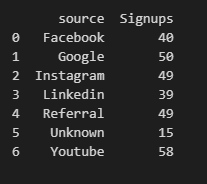 source Signups
0 Facebook 40
1 Google 50
2 Instagram 49
3 Linkedin 39
4 Referral 49
5 Unknown 15
6 Youtube 58